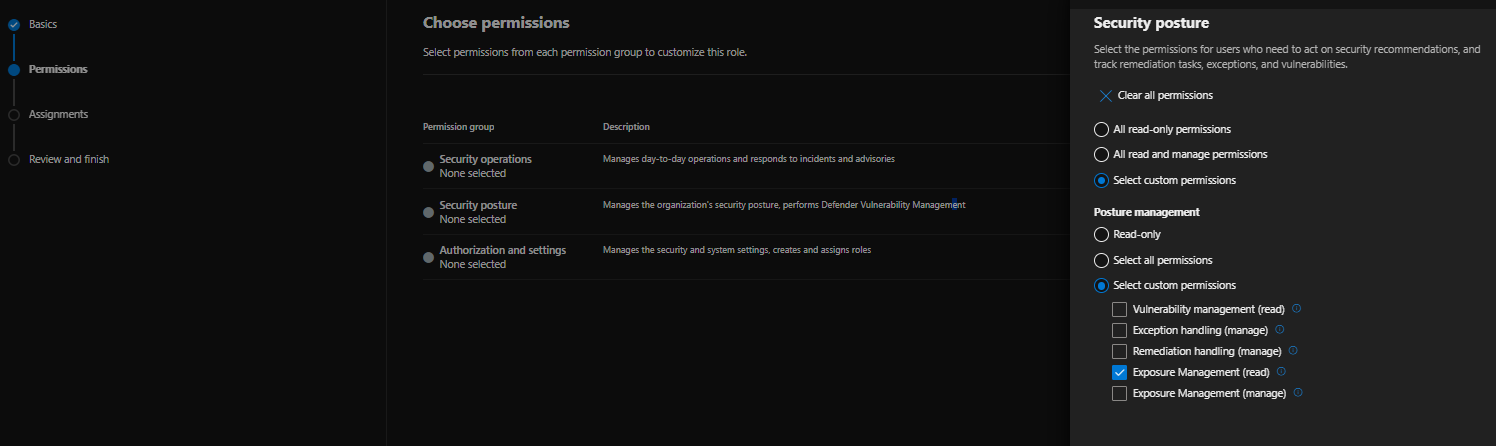 Basics
Permissions
Assignments
Review and finish
Choose permissions
Select permissions from each permission group to customize this role.
Permission group Description
Security operations
None selected
Manages day-to-day operations and responds to incidents and advisories
Security posture
None selected
Manages the organization's security posture, performs Defender Vulnerability Management
Authorization and settings
None selected
Manages the security and system settings, creates and assigns roles
Security posture
Select the permissions for users who need to act on security recommendations, and
track remediation tasks, exceptions, and vulnerabilities.
Clear all permissions
All read-only permissions
All read and manage permissions
Select custom permissions
Posture management
Read-only
Select all permissions
Select custom permissions
Vulnerability management (read)
Exception handling (manage)
Remediation handling (manage)
Exposure Management (read)
Exposure Management (manage)